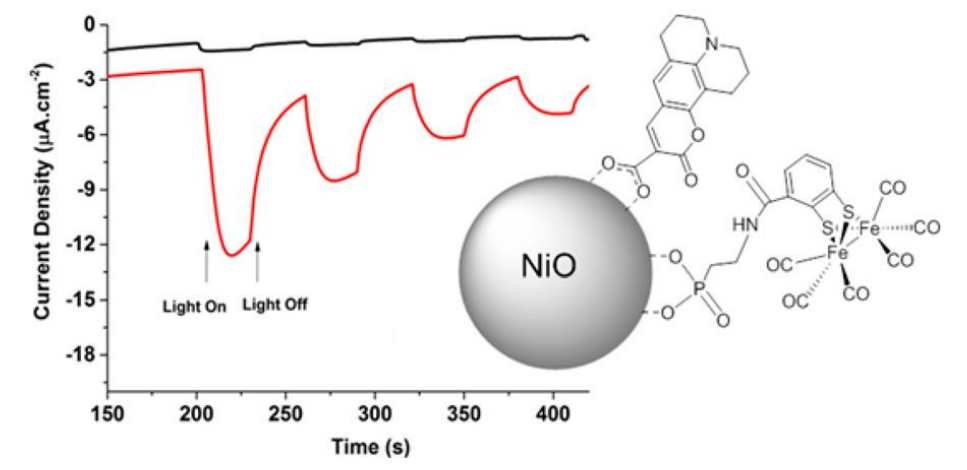 Current Density (μA.cm⁻²)
0
-3
-6
-9
-12
-15
-18
Light On
Light Off
150
200
250
300
350
400
Time (s)
NiO
N
O
O
O
O
O
HN
S
S
Fe
Fe
CO
CO
CO
CO
OC
OC
O
P
O
O